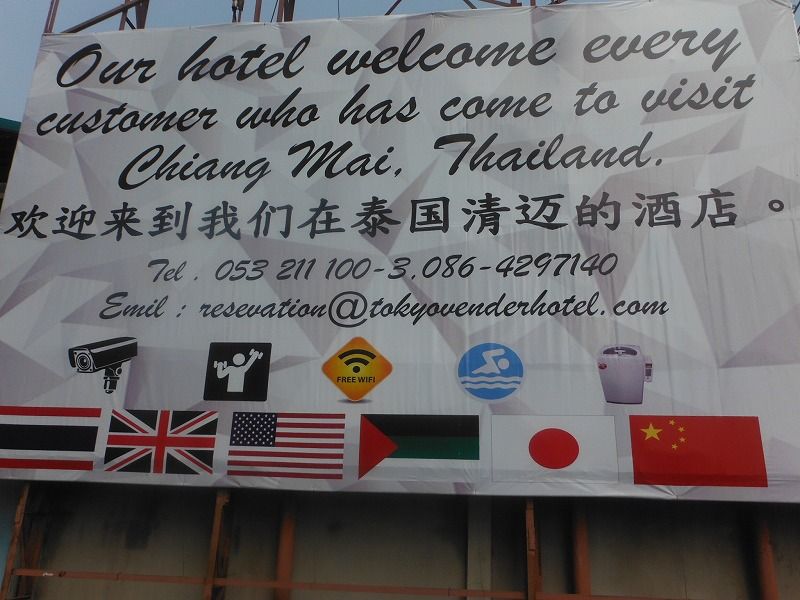 Our hotel welcome every
customer who has come to visit
Chiang Mai, Thailand.
欢迎来到我们在泰国清迈的酒店。
Tel . 053 211 100-3,086-4297140
Emil : resevation@tokyovenderhotel.com
FREE WIFI